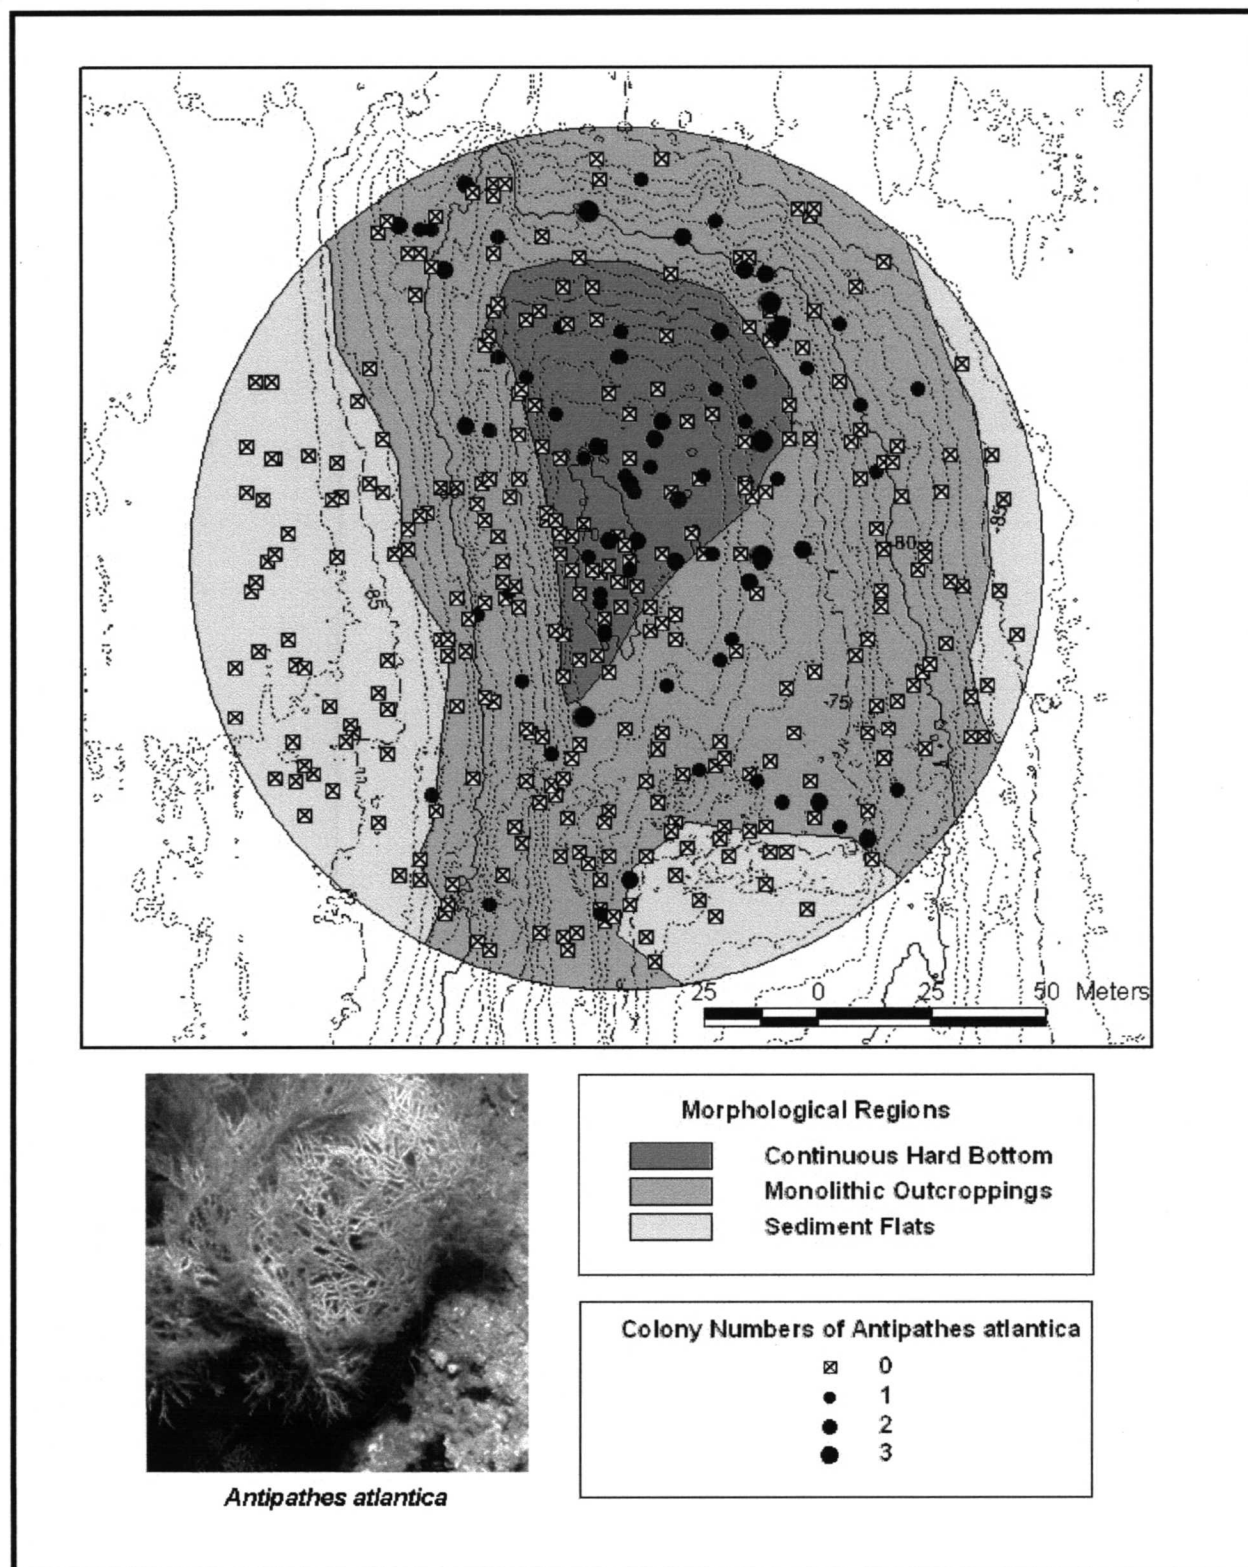 -85
-80
-85
-80
-75
25 0 25 50 Meters
Morphological Regions
Continuous Hard Bottom
Monolithic Outcroppings
Sediment Flats
Colony Numbers of Antipathes atlantica
0
1
2
3
Antipathes atlantica